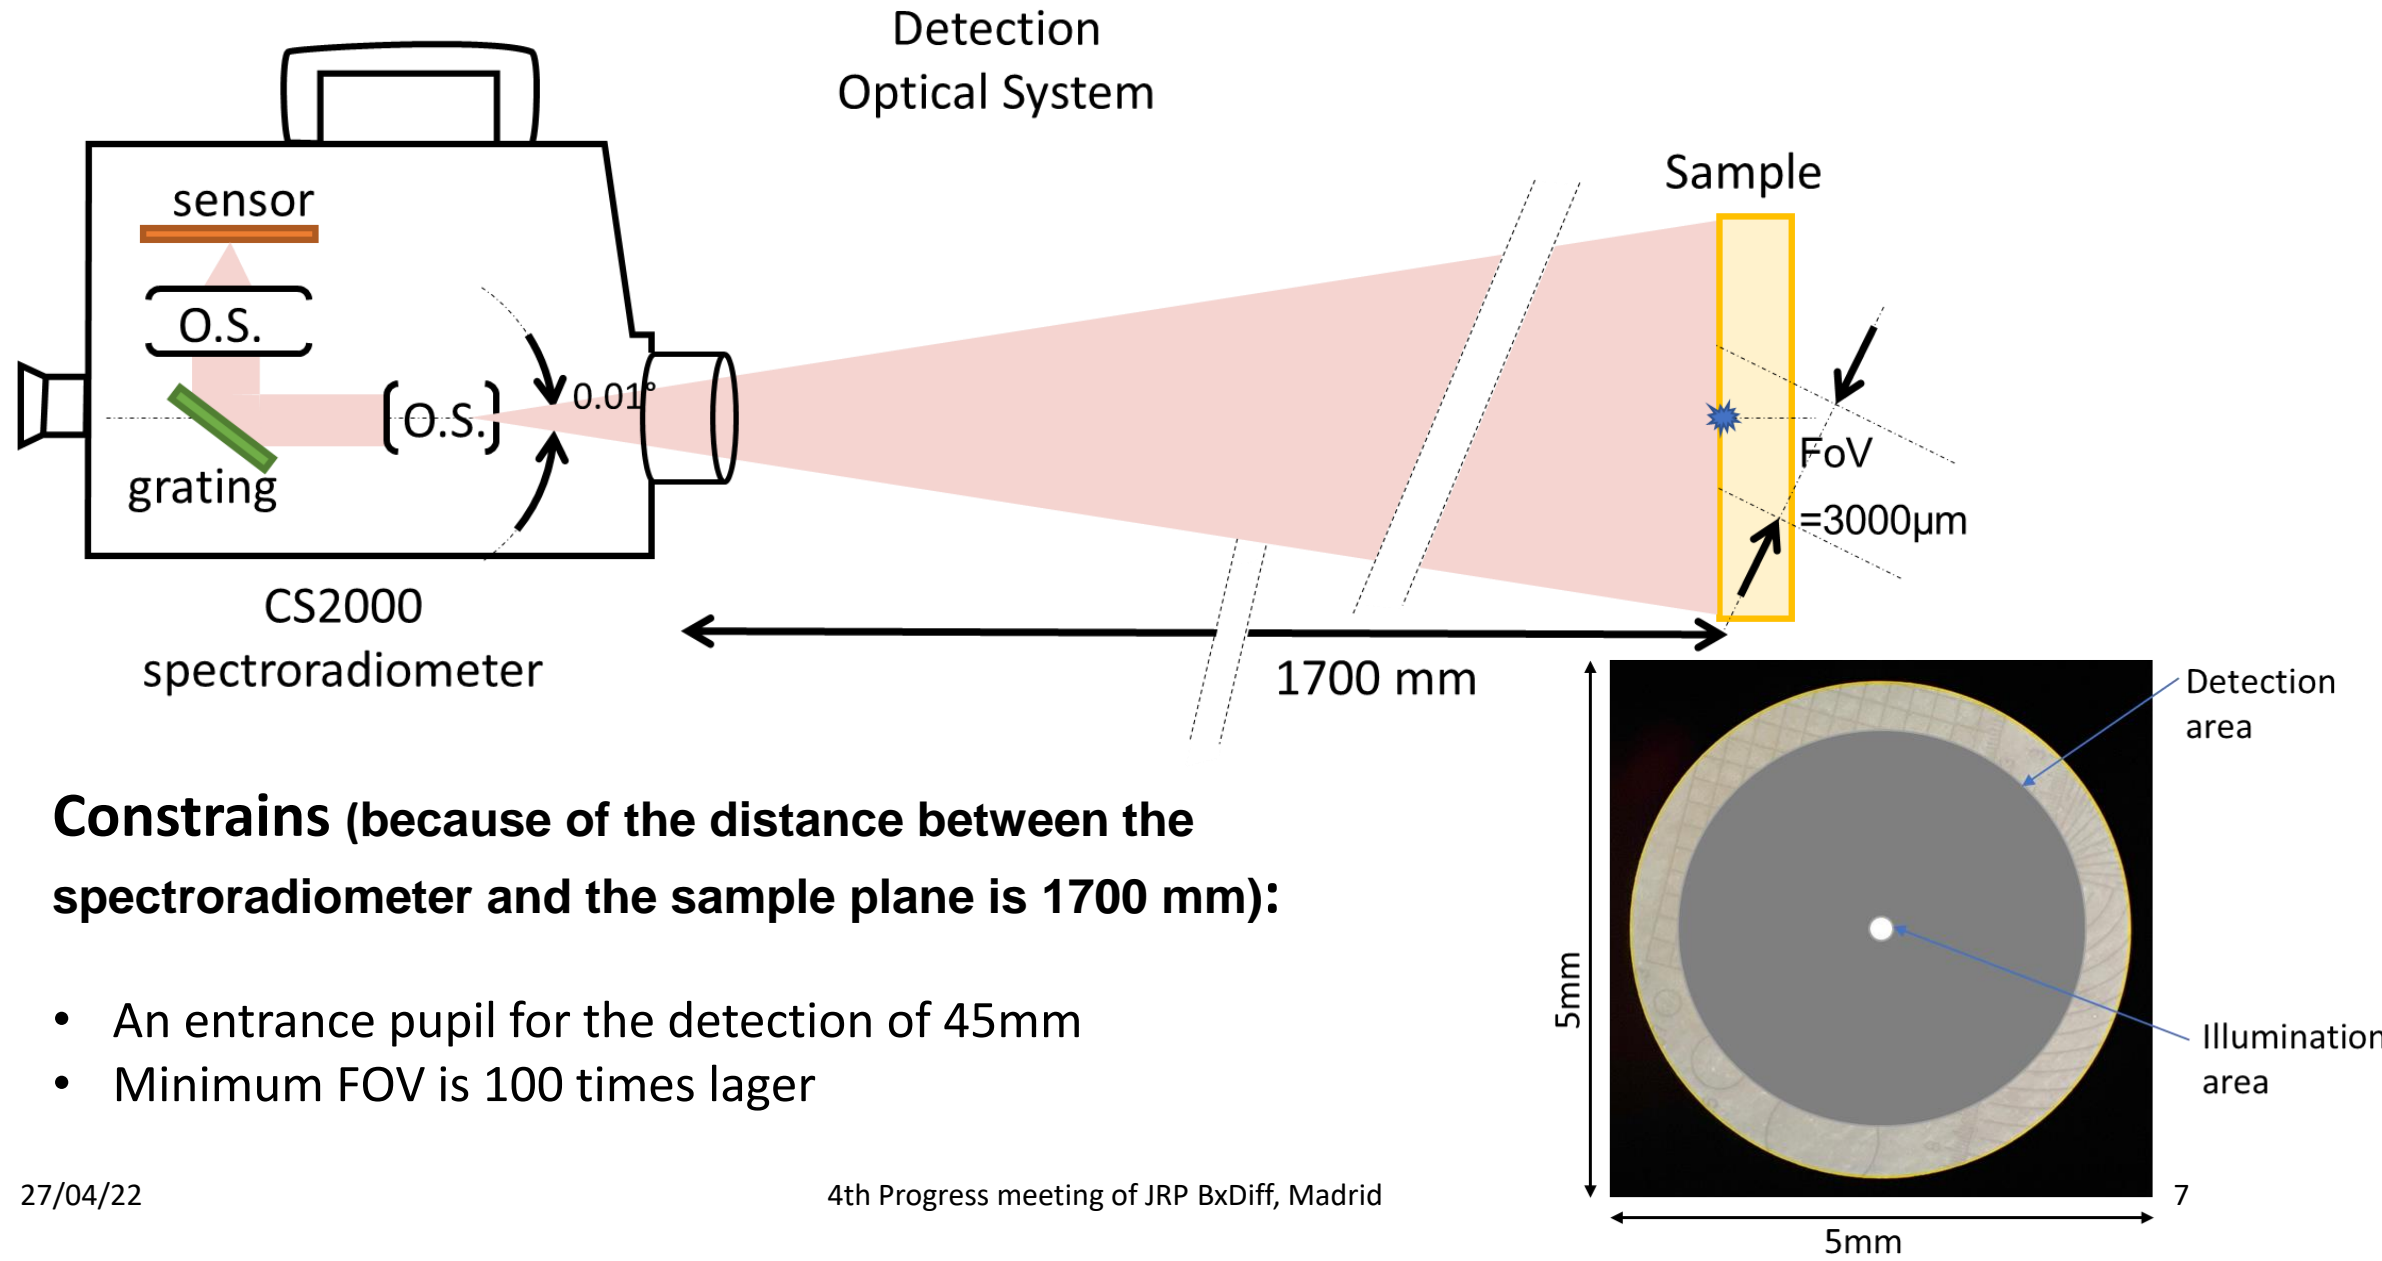 Detection
Optical System
Sample
sensor
O.S.
0.01°
O.S.
grating
FoV
=3000µm
CS2000
spectroradiometer
1700 mm
Detection
area
Constrains (because of the distance between the
spectroradiometer and the sample plane is 1700 mm):
5mm
• An entrance pupil for the detection of 45mm
• Minimum FOV is 100 times lager
Illumination
area
27/04/22
4th Progress meeting of JRP BxDiff, Madrid
7
5mm